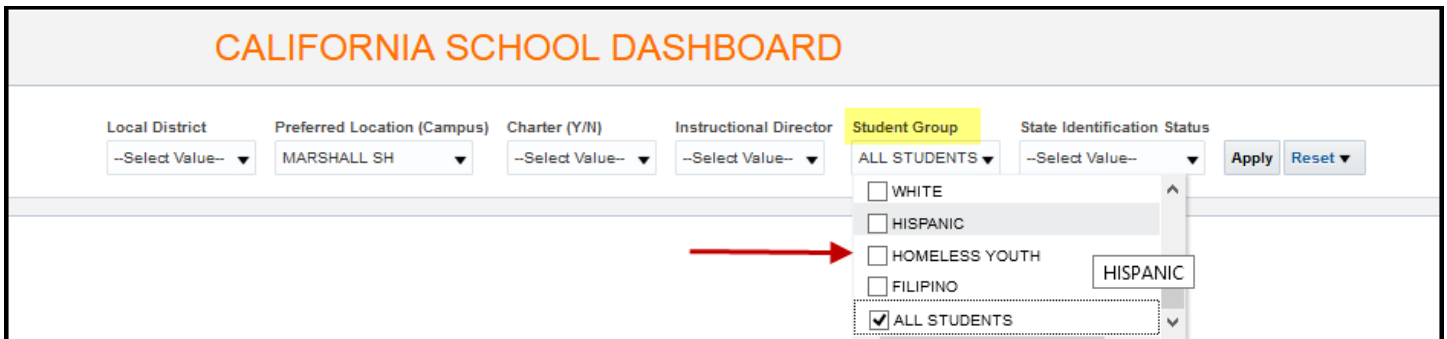 CALIFORNIA SCHOOL DASHBOARD
Local District Preferred Location (Campus) Charter (Y/N) Instructional Director Student Group State Identification Status
--Select Value-- MARSHALL SH --Select Value-- --Select Value-- ALL STUDENTS --Select Value-- Apply Reset
WHITE
HISPANIC
HOMELESS YOUTH
HISPANIC
FILIPINO
ALL STUDENTS